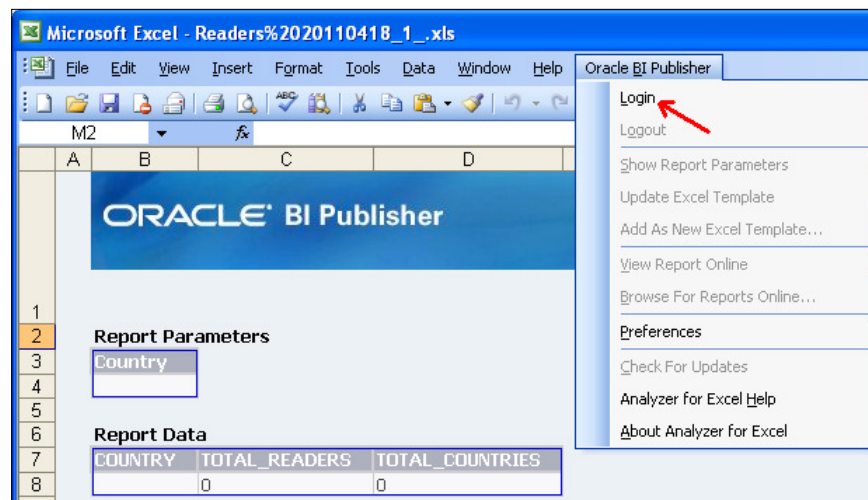 Microsoft Excel - Readers%2020110418_1_.xls
File Edit View Insert Format Tools Data Window Help Oracle BI Publisher
Login
Logout
Show Report Parameters
Update Excel Template
Add As New Excel Template...
View Report Online
Browse For Reports Online...
Preferences
Check For Updates
Analyzer for Excel Help
About Analyzer for Excel
ABC
M2 fx
A B C D
ORACLE BI Publisher
1
2 Report Parameters
3 Country
4
5
6 Report Data
7 COUNTRY TOTAL_READERS TOTAL_COUNTRIES
8 0 0